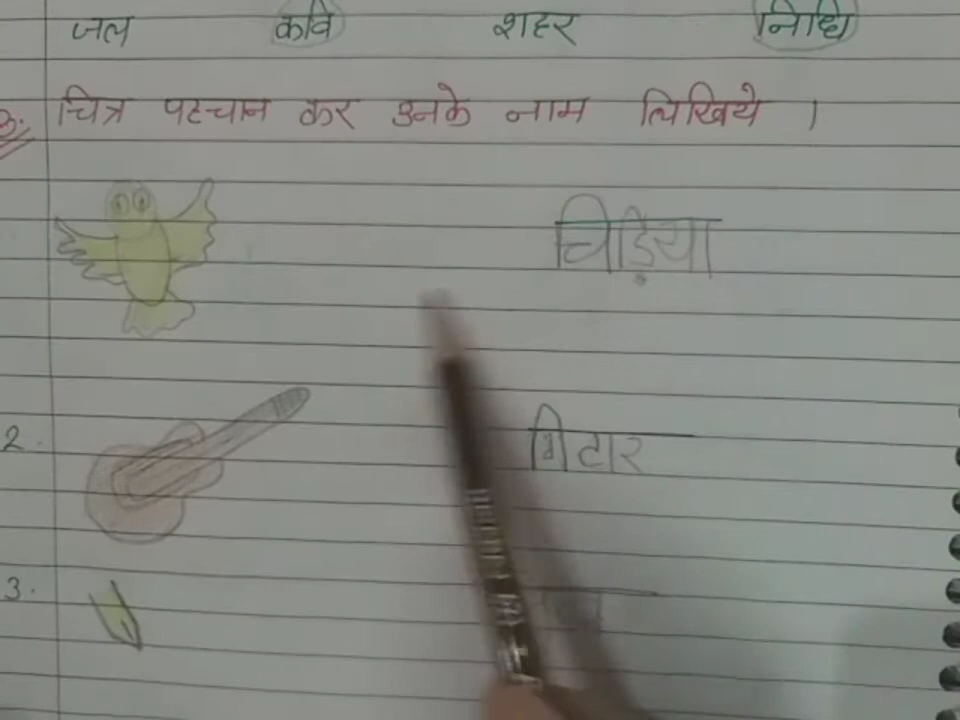 जल कवि शहर निधि
3. चित्र पहचान कर उनके नाम लिखिये ।
चिड़िया
2. गिटार
3.